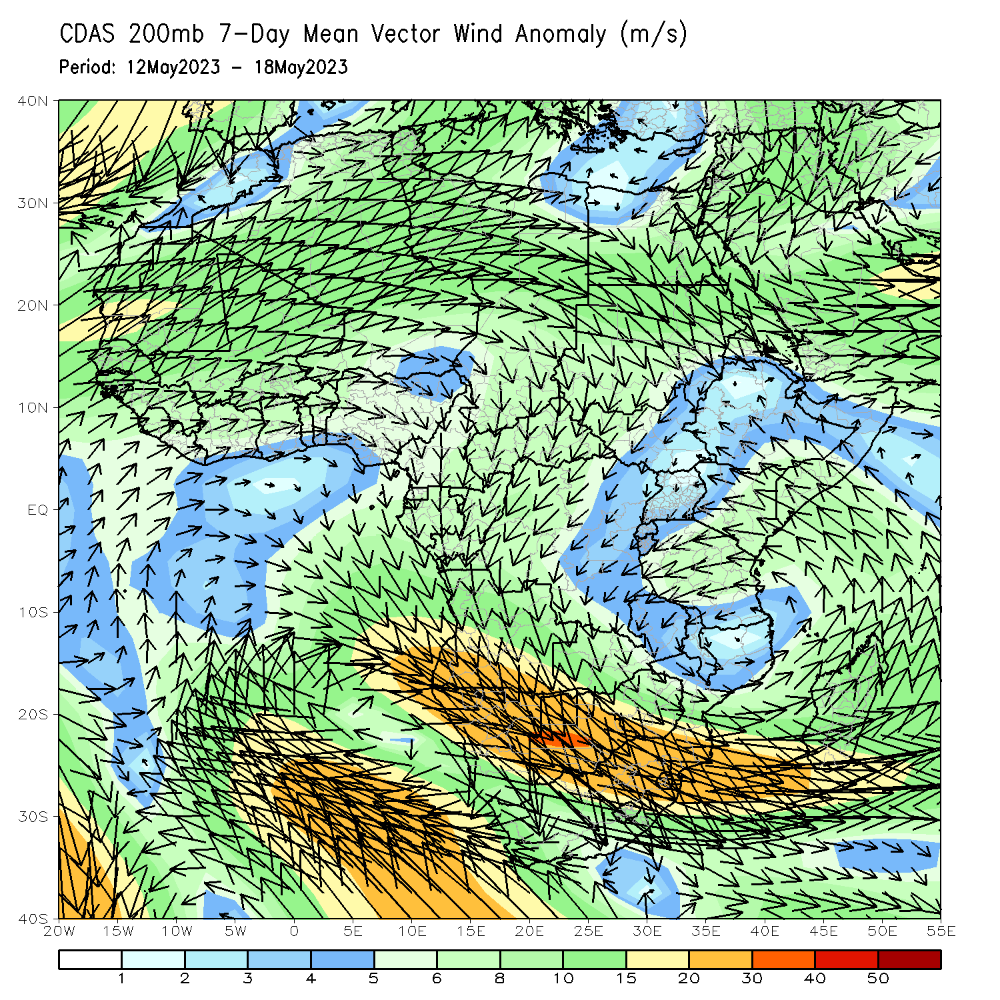 CDAS 200mb 7-Day Mean Vector Wind Anomaly (m/s)
Period: 12May2023 - 18May2023
40N
30N
20N
10N
EQ
10S
20S
30S
40S
20W 15W 10W 5W 0 5E 10E 15E 20E 25E 30E 35E 40E 45E 50E 55E
1 2 3 4 5 6 8 10 15 20 30 40 50